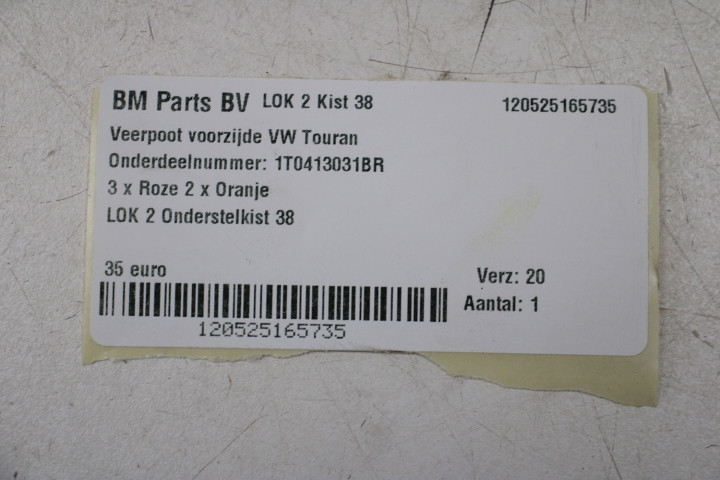 BM Parts BV LOK 2 Kist 38 120525165735
Veerpoot voorzijde VW Touran
Onderdeelnummer: 1T0413031BR
3 x Roze 2 x Oranje
LOK 2 Onderstelkist 38
35 euro Verz: 20
Aantal: 1
120525165735